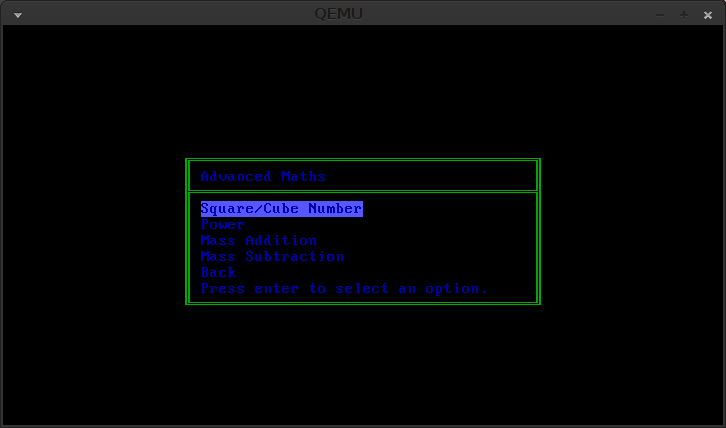 QEMU
Advanced Maths
Square/Cube Number
Power
Mass Addition
Mass Subtraction
Back
Press enter to select an option.